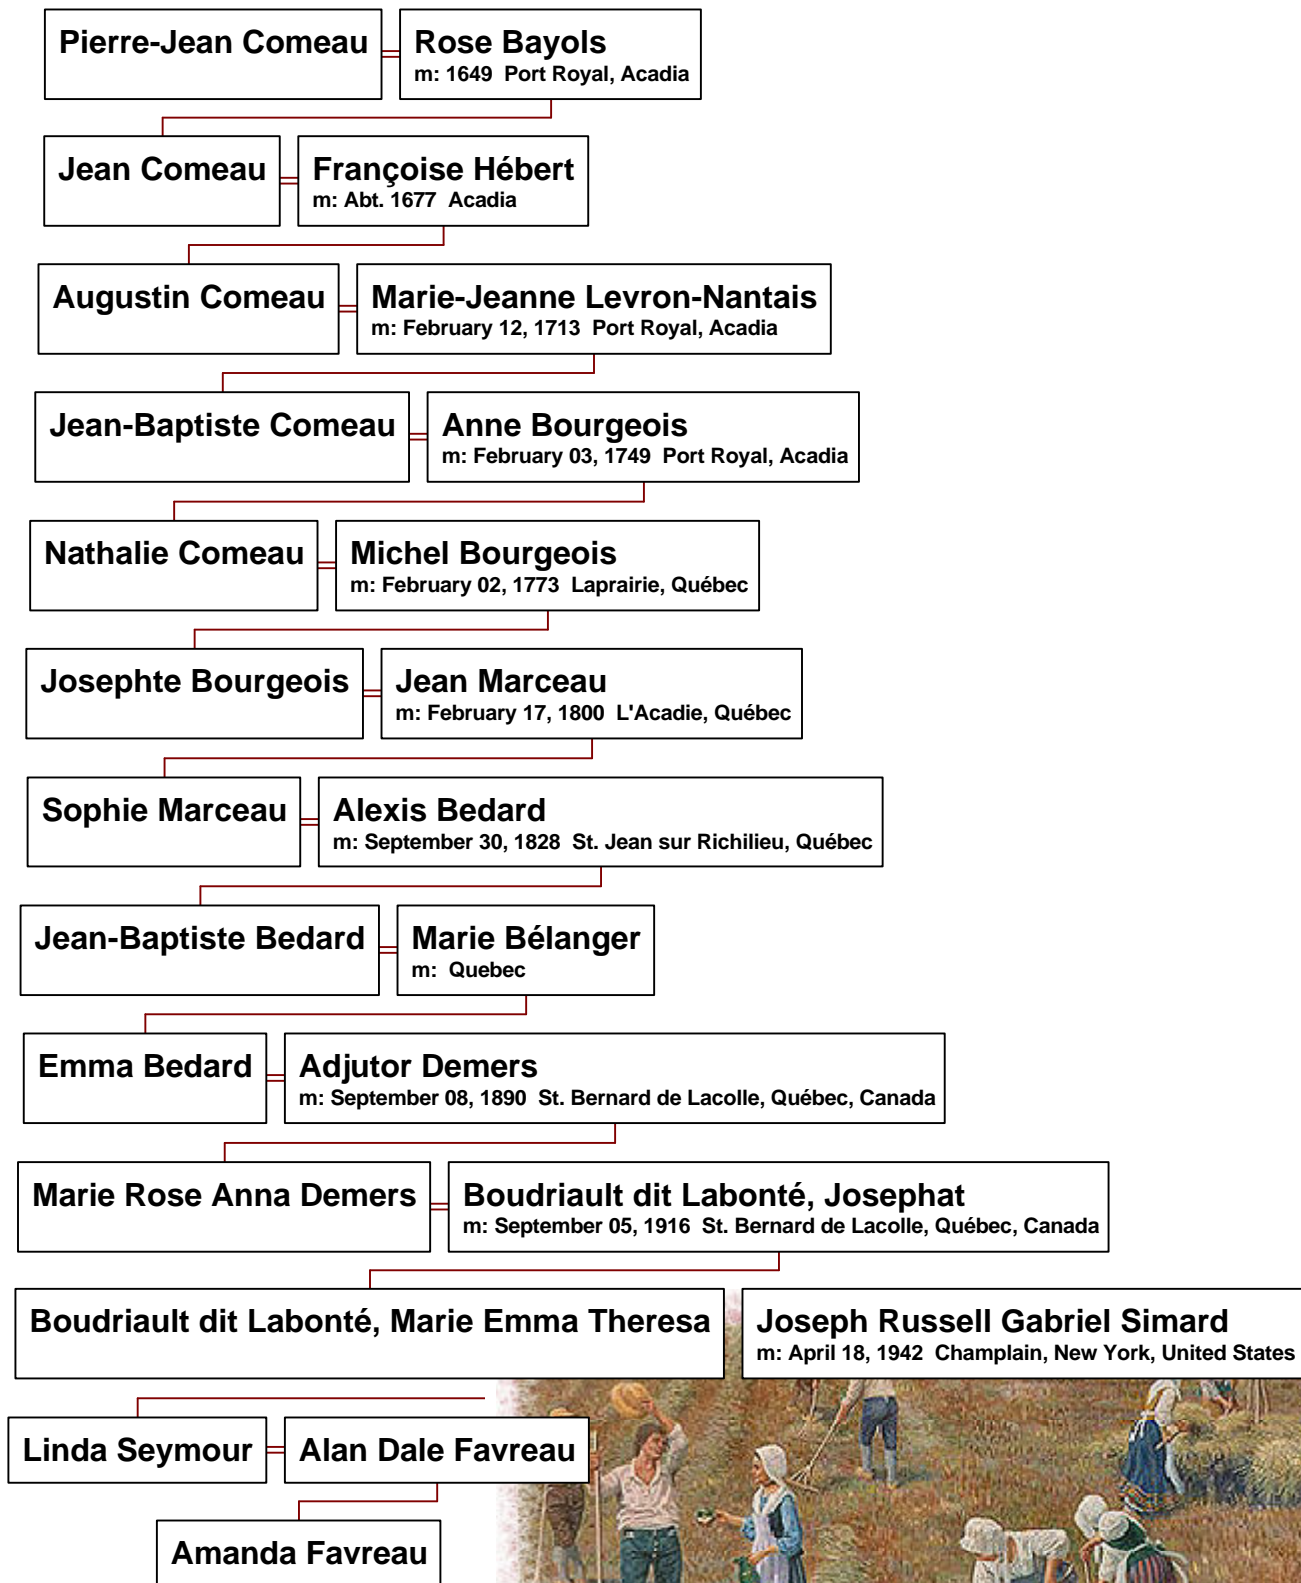 Pierre-Jean Comeau
Rose Bayols
m: 1649 Port Royal, Acadia
Jean Comeau
Françoise Hébert
m: Abt. 1677 Acadia
Augustin Comeau
Marie-Jeanne Levron-Nantais
m: February 12, 1713 Port Royal, Acadia
Jean-Baptiste Comeau
Anne Bourgeois
m: February 03, 1749 Port Royal, Acadia
Nathalie Comeau
Michel Bourgeois
m: February 02, 1773 Laprairie, Québec
Josephte Bourgeois
Jean Marceau
m: February 17, 1800 L'Acadie, Québec
Sophie Marceau
Alexis Bedard
m: September 30, 1828 St. Jean sur Richilieu, Québec
Jean-Baptiste Bedard
Marie Bélanger
m: Quebec
Emma Bedard
Adjutor Demers
m: September 08, 1890 St. Bernard de Lacolle, Québec, Canada
Marie Rose Anna Demers
Boudriault dit Labonté, Josephat
m: September 05, 1916 St. Bernard de Lacolle, Québec, Canada
Boudriault dit Labonté, Marie Emma Theresa
Joseph Russell Gabriel Simard
m: April 18, 1942 Champlain, New York, United States
Linda Seymour
Alan Dale Favreau
Amanda Favreau